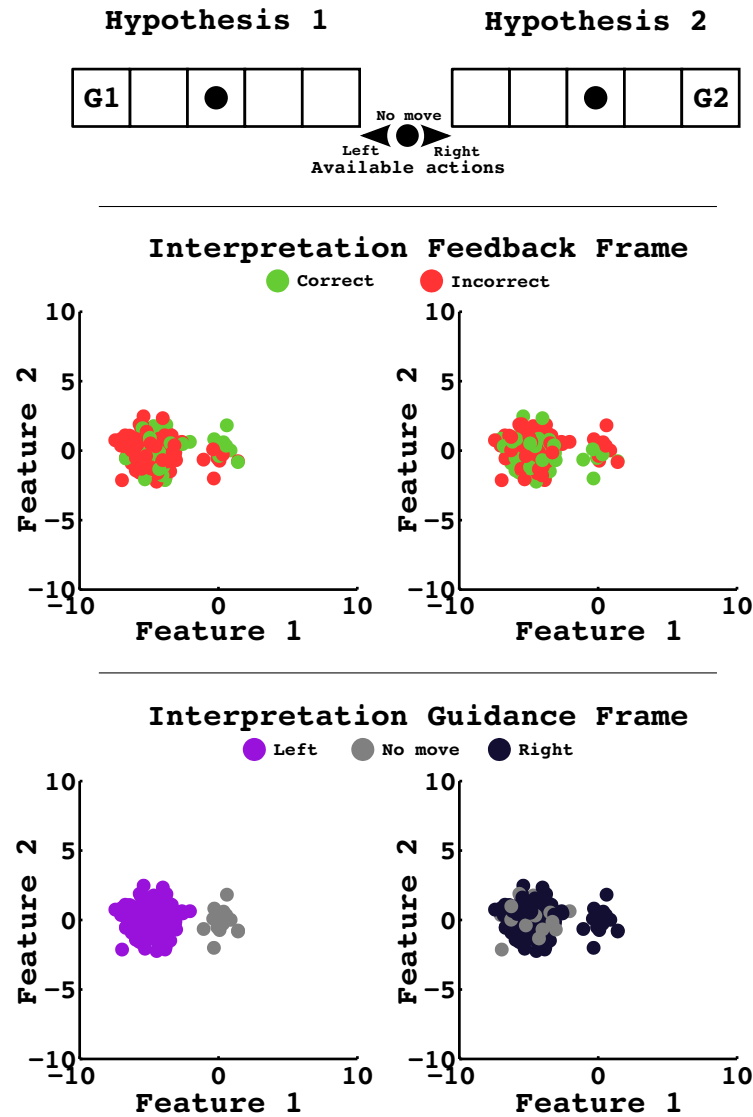 Hypothesis 1 Hypothesis 2
G1 G2
No move
Left Right
Available actions
Interpretation Feedback Frame
Correct Incorrect
10 10
5 5
0 0
−5 −5
−10 −10
−10 0 10 −10 0 10
Feature 2 Feature 2
Feature 1 Feature 1
Interpretation Guidance Frame
Left No move Right
10 10
5 5
0 0
−5 −5
−10 −10
−10 0 10 −10 0 10
Feature 2 Feature 2
Feature 1 Feature 1